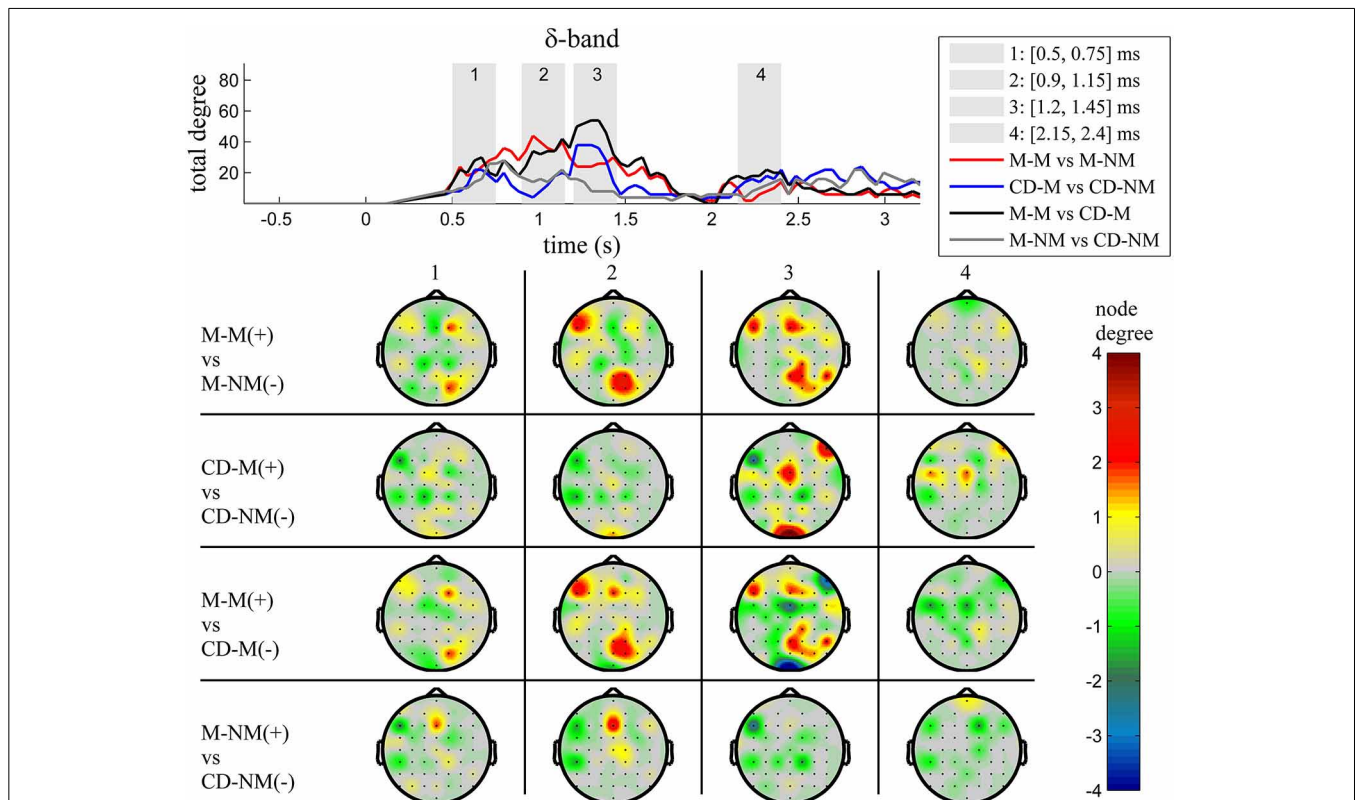 δ-band
total degree
80
60
40
20
1
2
3
4
-0.5
0
0.5
1
1.5
2
2.5
3
time (s)
1: [0.5, 0.75] ms
2: [0.9, 1.15] ms
3: [1.2, 1.45] ms
4: [2.15, 2.4] ms
M-M vs M-NM
CD-M vs CD-NM
M-M vs CD-M
M-NM vs CD-NM
1
2
3
4
M-M(+)
vs
M-NM(-)
CD-M(+)
vs
CD-NM(-)
M-M(+)
vs
CD-M(-)
M-NM(+)
vs
CD-NM(-)
node
degree
4
3
2
1
0
-1
-2
-3
-4